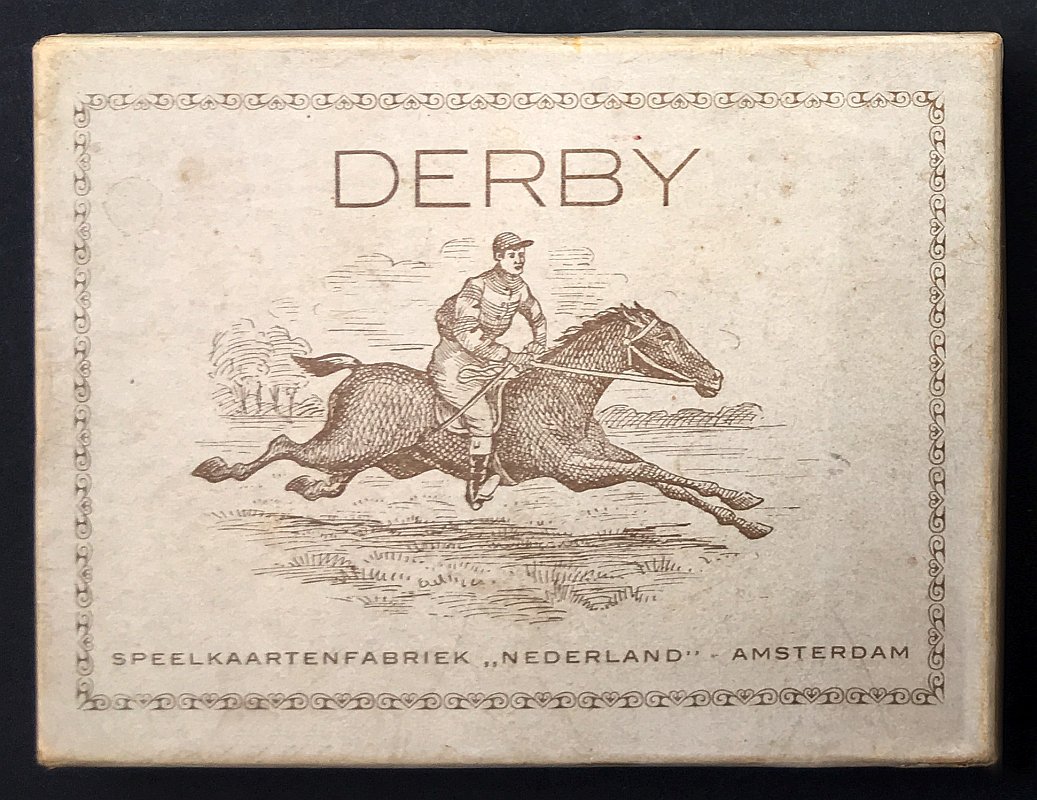 DERBY
SPEELKAARTENFABRIEK „NEDERLAND” - AMSTERDAM